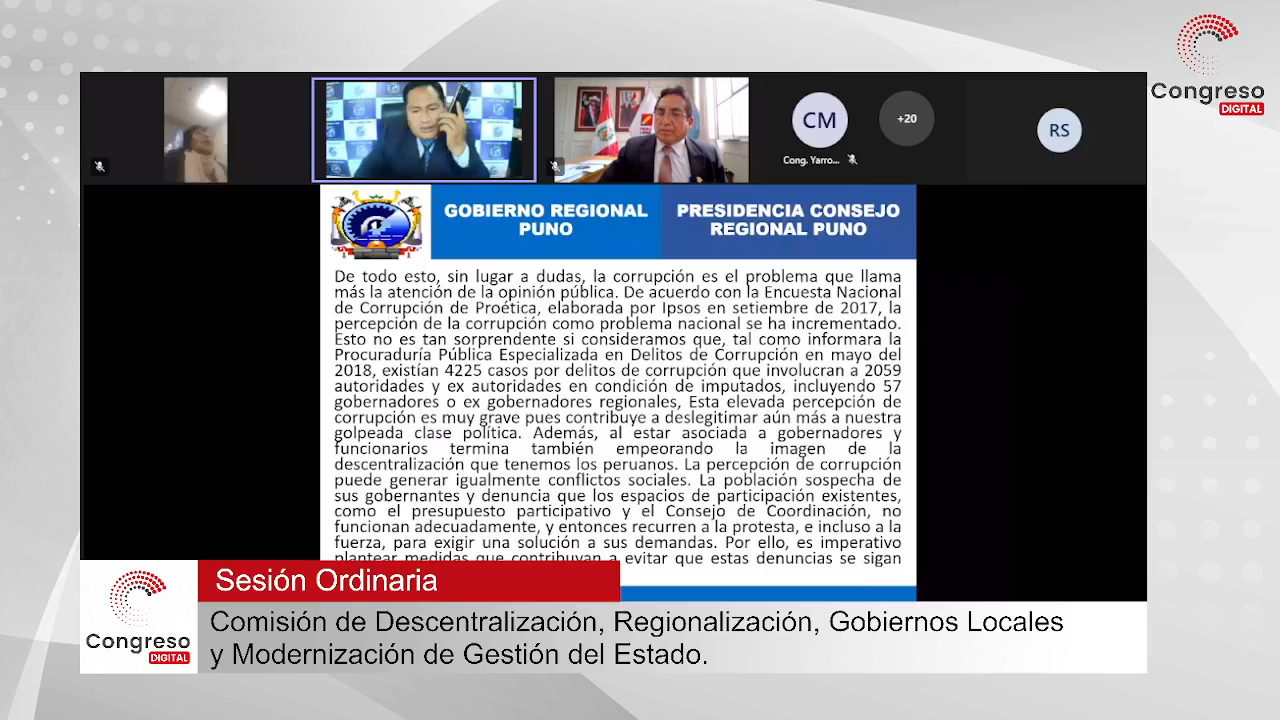 Congreso
DIGITAL
CM
+20
RS
Cong. Yarro...
GOBIERNO REGIONAL
PUNO
PRESIDENCIA CONSEJO
REGIONAL PUNO
De todo esto, sin lugar a dudas, la corrupción es el problema que llama
más la atención de la opinión pública. De acuerdo con la Encuesta Nacional
de Corrupción de Proética, elaborada por Ipsos en setiembre de 2017, la
percepción de la corrupción como problema nacional se ha incrementado.
Esto no es tan sorprendente si consideramos que, tal como informara la
Procuraduría Pública Especializada en Delitos de Corrupción en mayo del
2018, existían 4225 casos por delitos de corrupción que involucran a 2059
autoridades y ex autoridades en condición de imputados, incluyendo 57
gobernadores o ex gobernadores regionales, Esta elevada percepción de
corrupción es muy grave pues contribuye a deslegitimar aún más a nuestra
golpeada clase política. Además, al estar asociada a gobernadores y
funcionarios termina también empeorando la imagen de la
descentralización que tenemos los peruanos. La percepción de corrupción
puede generar igualmente conflictos sociales. La población sospecha de
sus gobernantes y denuncia que los espacios de participación existentes,
como el presupuesto participativo y el Consejo de Coordinación, no
funcionan adecuadamente, y entonces recurren a la protesta, e incluso a la
fuerza, para exigir una solución a sus demandas. Por ello, es imperativo
plantear medidas que contribuyan a evitar que estas denuncias se sigan
Sesión Ordinaria
Congreso
DIGITAL
Comisión de Descentralización, Regionalización, Gobiernos Locales
y Modernización de Gestión del Estado.